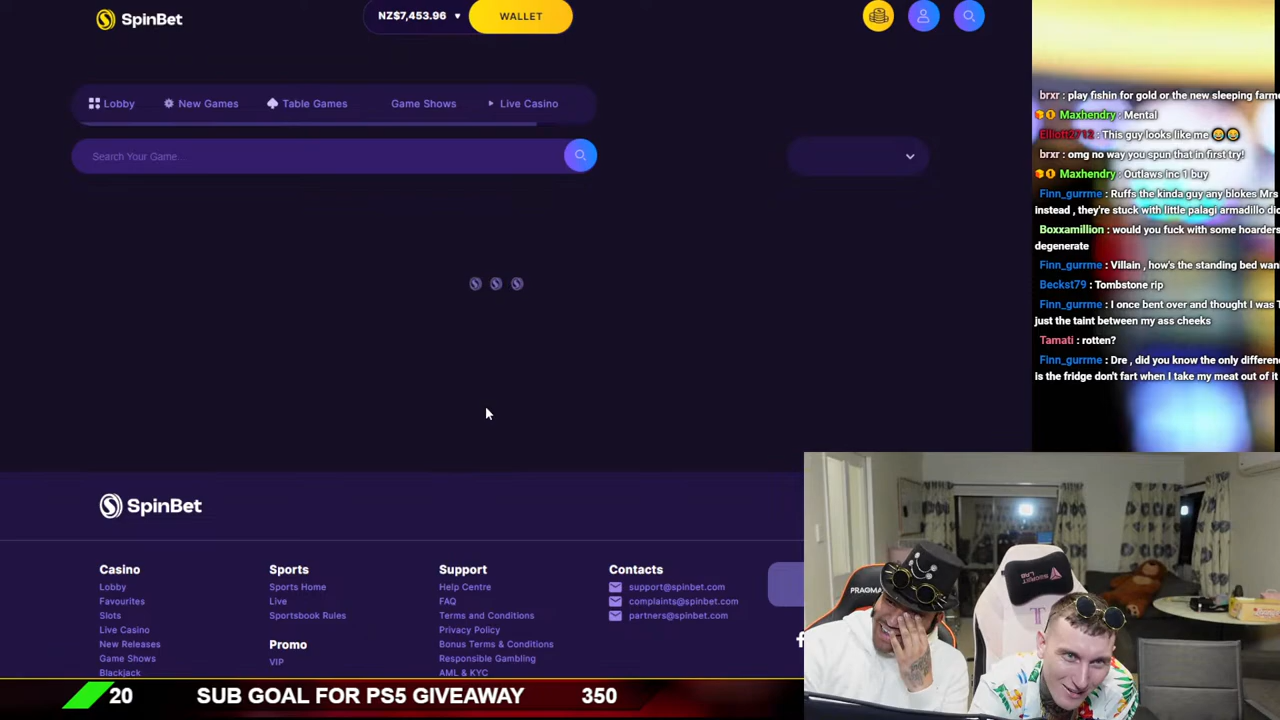 SpinBet
NZ$7,453.96
WALLET
Lobby
New Games
Table Games
Game Shows
Live Casino
Search Your Game...
brxr : play fishin for gold or the new sleeping farme
Maxhendry : Mental
Elliott2712 : This guy looks like me
brxr : omg no way you spun that in first try!
Maxhendry : Outlaws inc 1 buy
Finn_gurrme : Ruffs the kinda guy any blokes Mrs
instead , they're stuck with little palagi armadillo dic
Boxxamillion : would you fuck with some hoarders
degenerate
Finn_gurrme : Villain , how's the standing bed wan
Beckst79 : Tombstone rip
Finn_gurrme : I once bent over and thought I was T
just the taint between my ass cheeks
Tamati : rotten?
Finn_gurrme : Dre , did you know the only differen
is the fridge don't fart when I take my meat out of it
SpinBet
Casino
Lobby
Favourites
Slots
Live Casino
New Releases
Game Shows
Blackjack
Sports
Sports Home
Live
Sportsbook Rules
Promo
VIP
Support
Help Centre
FAQ
Terms and Conditions
Privacy Policy
Bonus Terms & Conditions
Responsible Gambling
AML & KYC
Contacts
support@spinbet.com
complaints@spinbet.com
partners@spinbet.com
PRAGMA
SECRETLAB
20 SUB GOAL FOR PS5 GIVEAWAY 350